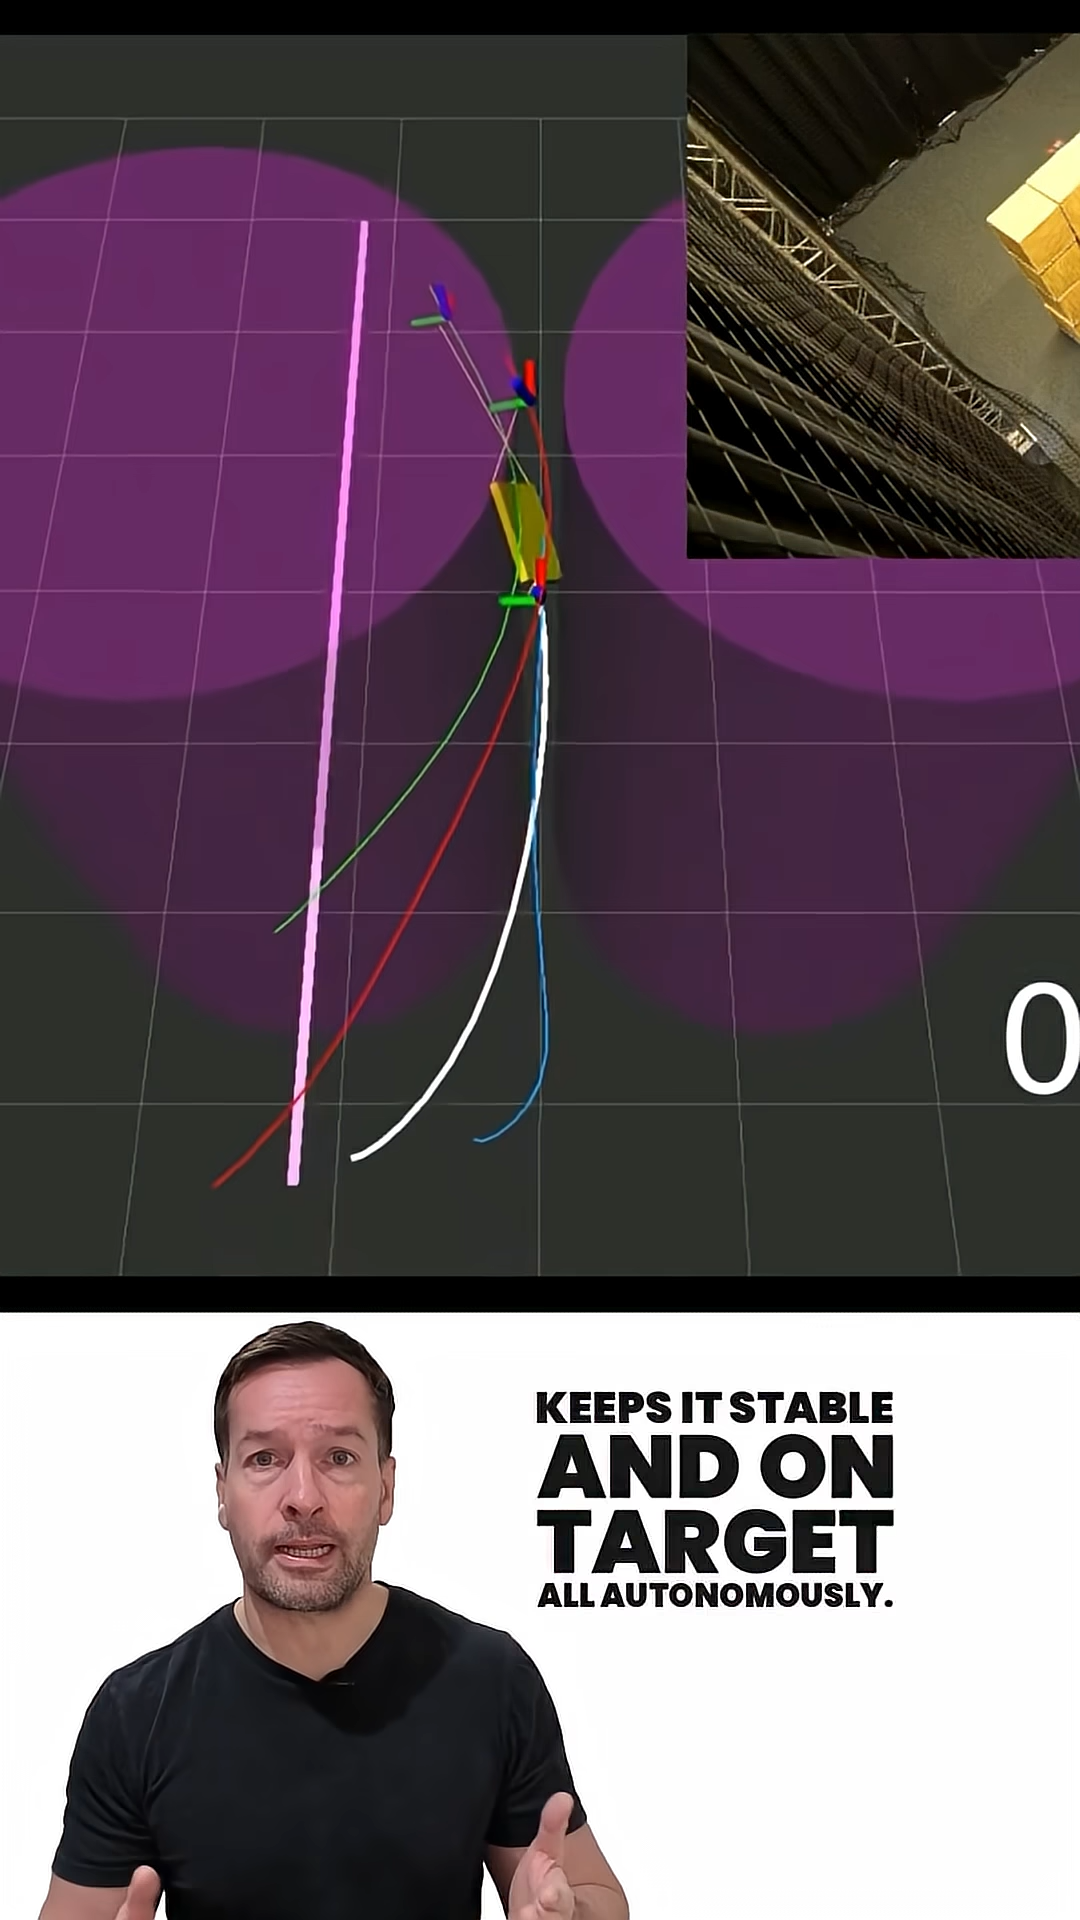 0
KEEPS IT STABLE
AND ON
TARGET
ALL AUTONOMOUSLY.